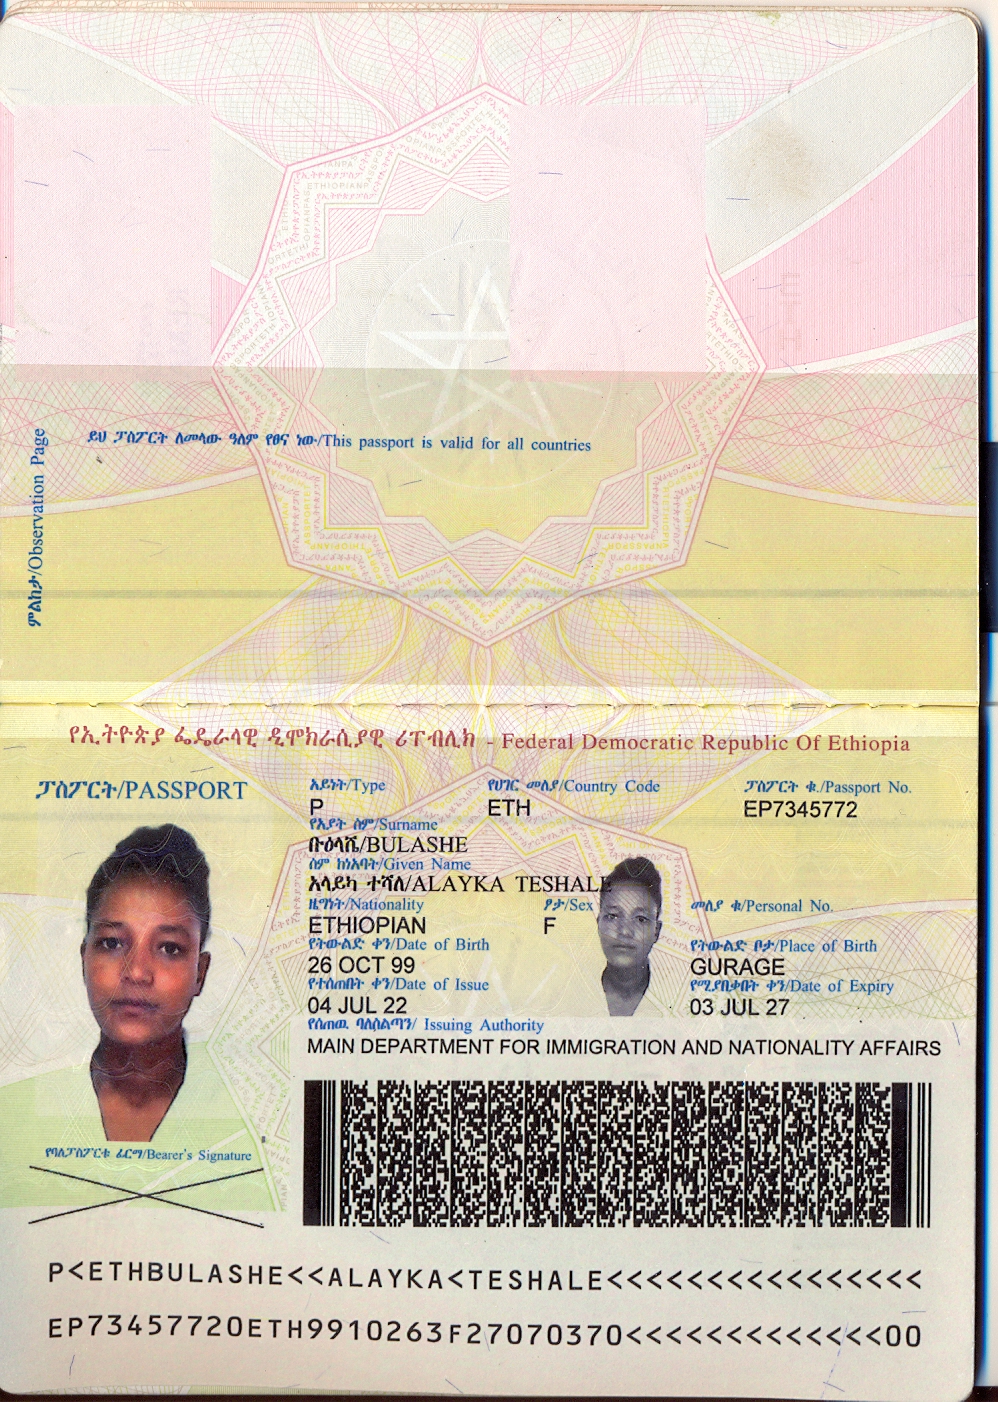 ይህ ፓስፖርት ለመላው ዓለም የፀና ነው/This passport is valid for all countries
ምልከታ/Observation Page
የኢትዮጵያ ፌዴራላዊ ዲሞክራሲያዊ ሪፐብሊክ - Federal Democratic Republic Of Ethiopia
ፓስፖርት/PASSPORT
አይነት/Type የሀገር መለያ/Country Code ፓስፖርት ቁ./Passport No.
P ETH EP7345772
የአያት ስም/Surname
ቡዕላሼ/BULASHE
ስም ከነአባት/Given Name
አላይካ ተሻለ/ALAYKA TESHALE
ዜግነት/Nationality ፆታ/Sex መለያ ቁ/Personal No.
ETHIOPIAN F
የትውልድ ቀን/Date of Birth የትውልድ ቦታ/Place of Birth
26 OCT 99 GURAGE
የተሰጠበት ቀን/Date of Issue የሚያበቃበት ቀን/Date of Expiry
04 JUL 22 03 JUL 27
የሰጠው ባለስልጣን/ Issuing Authority
MAIN DEPARTMENT FOR IMMIGRATION AND NATIONALITY AFFAIRS
የባለፓስፖርቱ ፊርማ/Bearer's Signature
P<ETHBULASHE<<ALAYKA<TESHALE<<<<<<<<<<<<<<<<
EP73457720ETH9910263F27070370<<<<<<<<<<<<<00